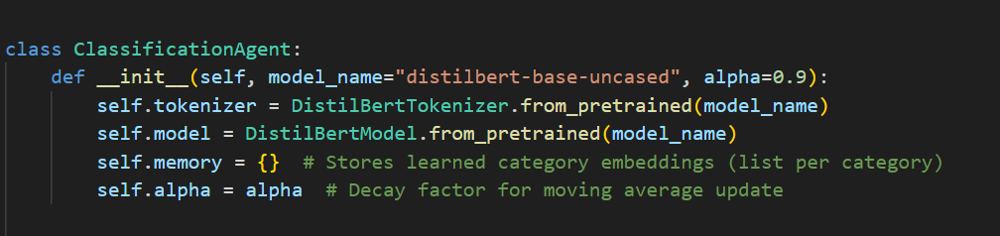 class ClassificationAgent:
    def __init__(self, model_name="distilbert-base-uncased", alpha=0.9):
        self.tokenizer = DistilBertTokenizer.from_pretrained(model_name)
        self.model = DistilBertModel.from_pretrained(model_name)
        self.memory = {}  # Stores learned category embeddings (list per category)
        self.alpha = alpha  # Decay factor for moving average update